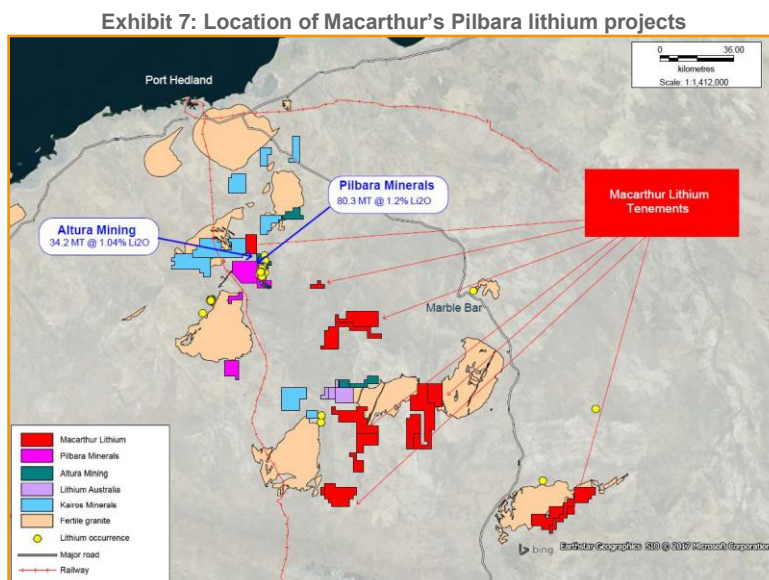 Exhibit 7: Location of Macarthur's Pilbara lithium projects
0 36.00
kilometres
Scale: 1:1,412,000
Port Hedland
Pilbara Minerals
80.3 MT @ 1.2% Li2O
Macarthur Lithium
Tenements
Altura Mining
34.2 MT @ 1.04% Li2O
Marble Bar
Macarthur Lithium
Pilbara Minerals
Altura Mining
Lithium Australia
Kairos Minerals
Fertile granite
Lithium occurrence
Major road
Railway
bing
Earthstar Geographics SIO @ 2017 Microsoft Corporation